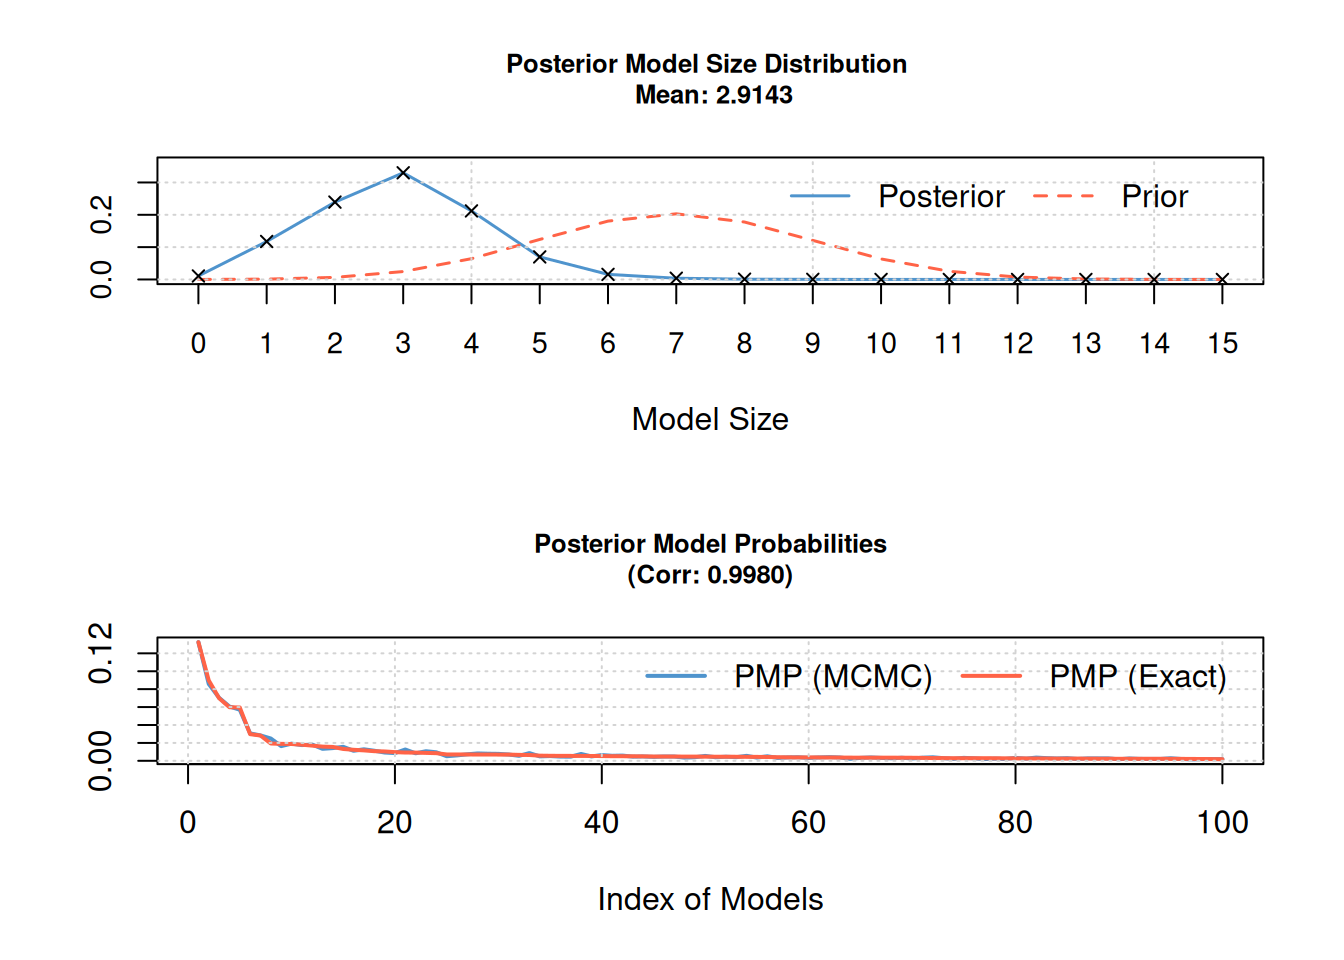 Posterior Model Size Distribution
Mean: 2.9143
Posterior Prior
0.2
0.0
0 1 2 3 4 5 6 7 8 9 10 11 12 13 14 15
Model Size
Posterior Model Probabilities
(Corr: 0.9980)
PMP (MCMC) PMP (Exact)
0.12
0.00
0 20 40 60 80 100
Index of Models